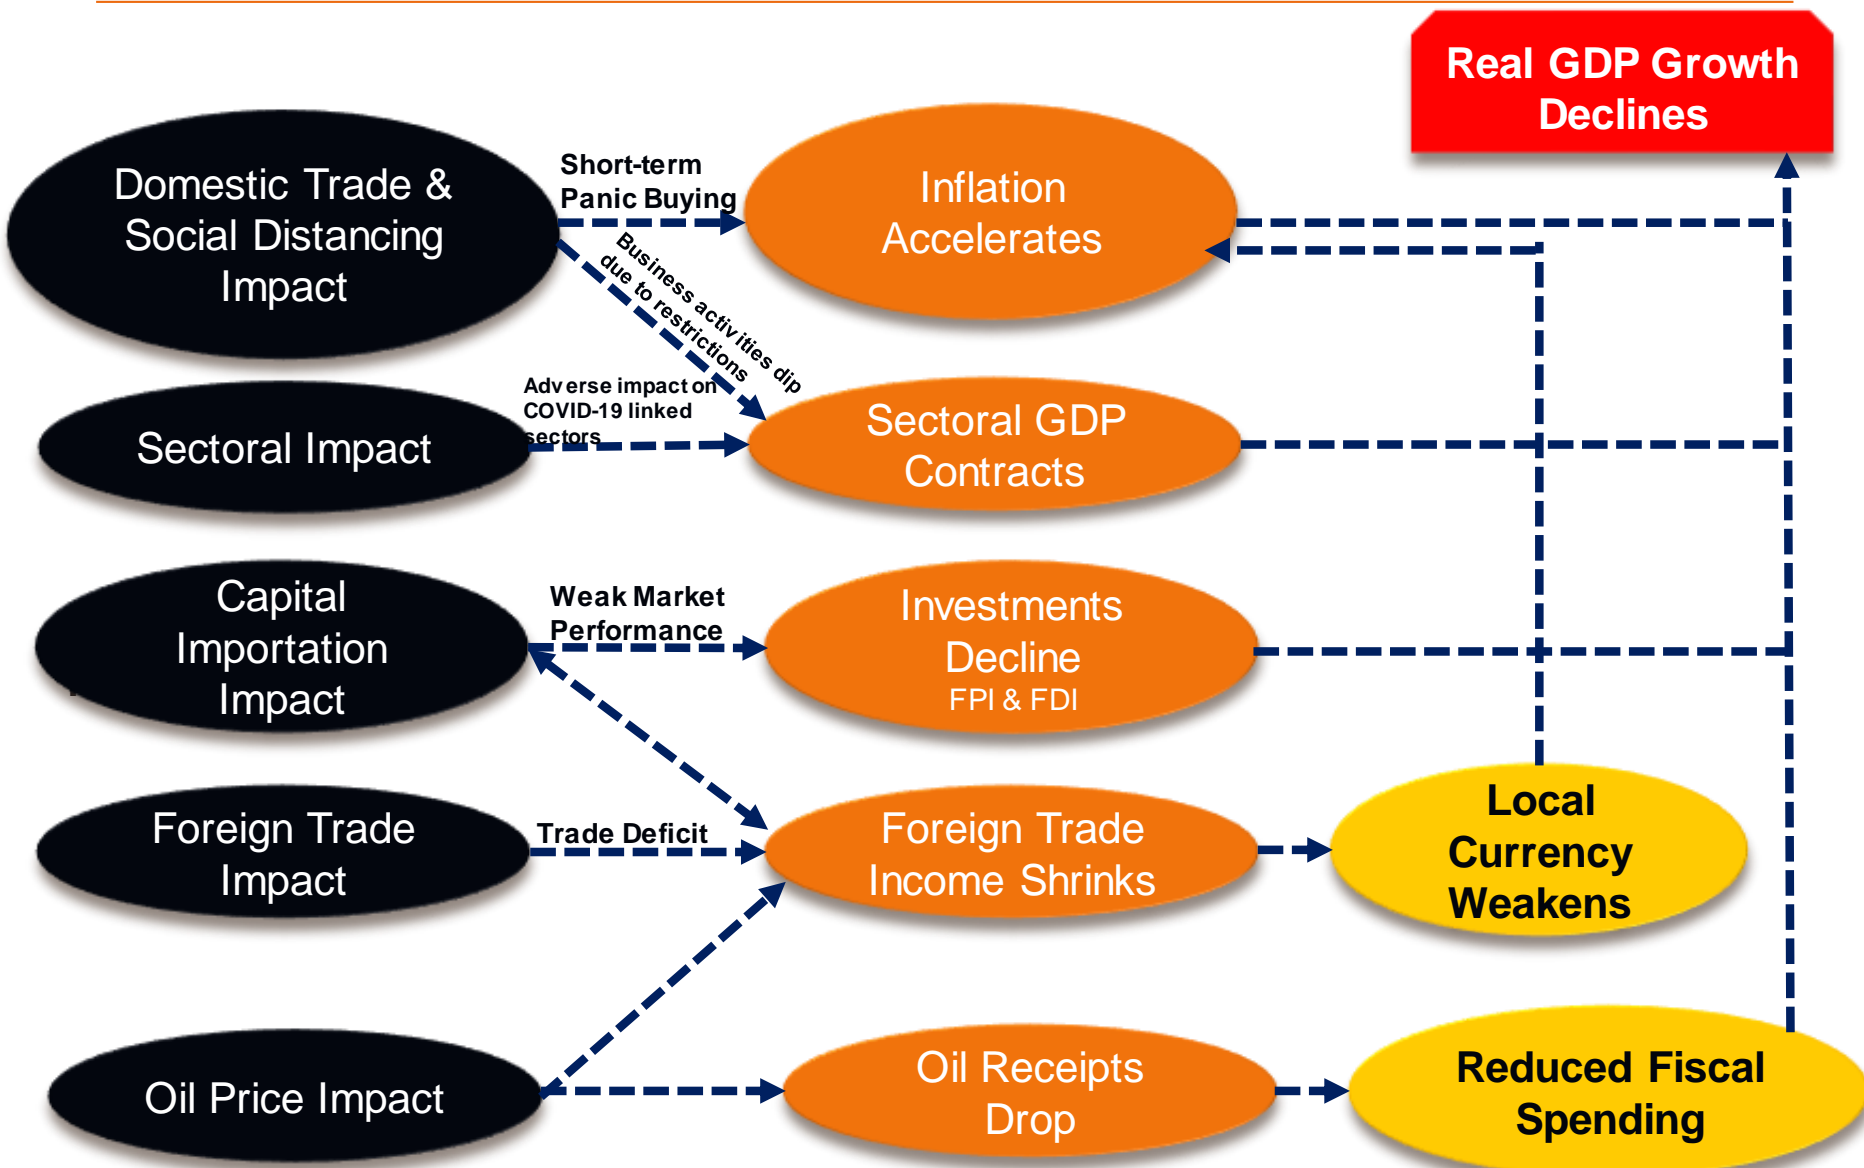 Real GDP Growth
Declines
Domestic Trade &
Social Distancing
Impact
Short-term
Panic Buying
Inflation
Accelerates
Business activities dip
due to restrictions
Sectoral Impact
Adverse impact on
COVID-19 linked
sectors
Sectoral GDP
Contracts
Capital
Importation
Impact
Weak Market
Performance
Investments
Decline
FPI & FDI
Foreign Trade
Impact
Trade Deficit
Foreign Trade
Income Shrinks
Local
Currency
Weakens
Oil Price Impact
Oil Receipts
Drop
Reduced Fiscal
Spending